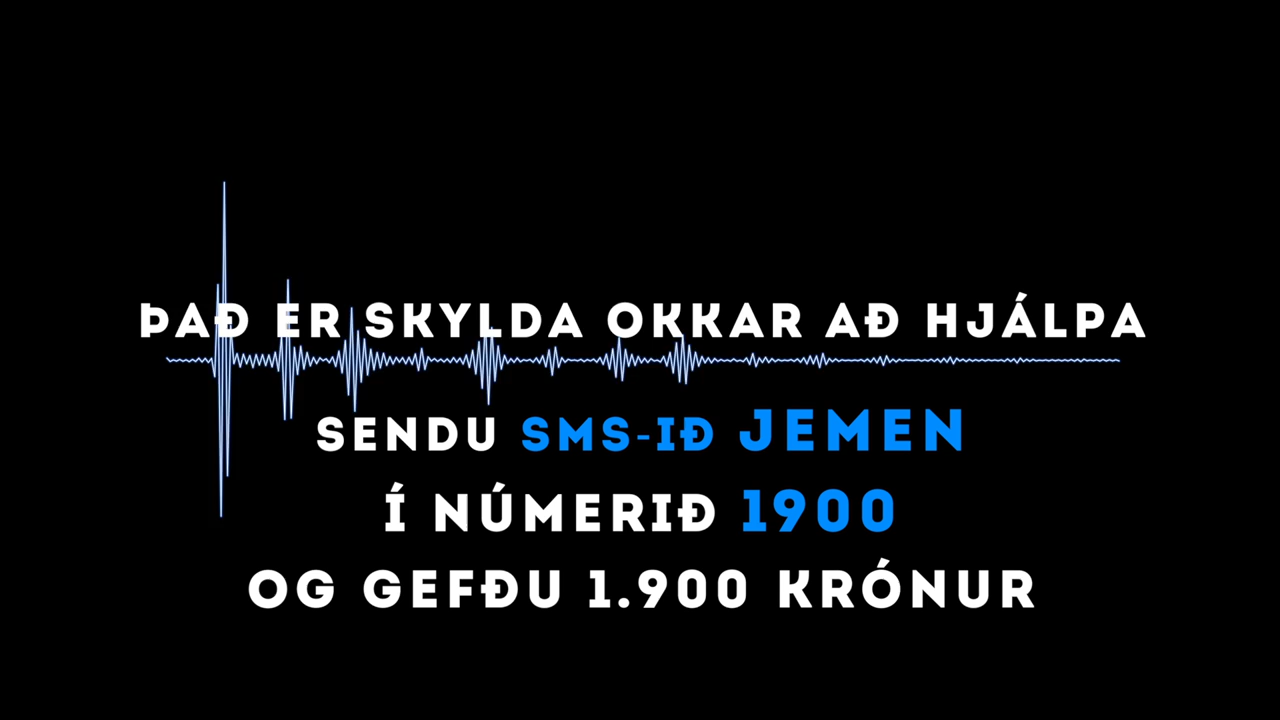 ÞAÐ ER SKYLDA OKKAR AÐ HJÁLPA
SENDU SMS-IÐ JEMEN
Í NÚMERIÐ 1900
OG GEFÐU 1.900 KRÓNUR